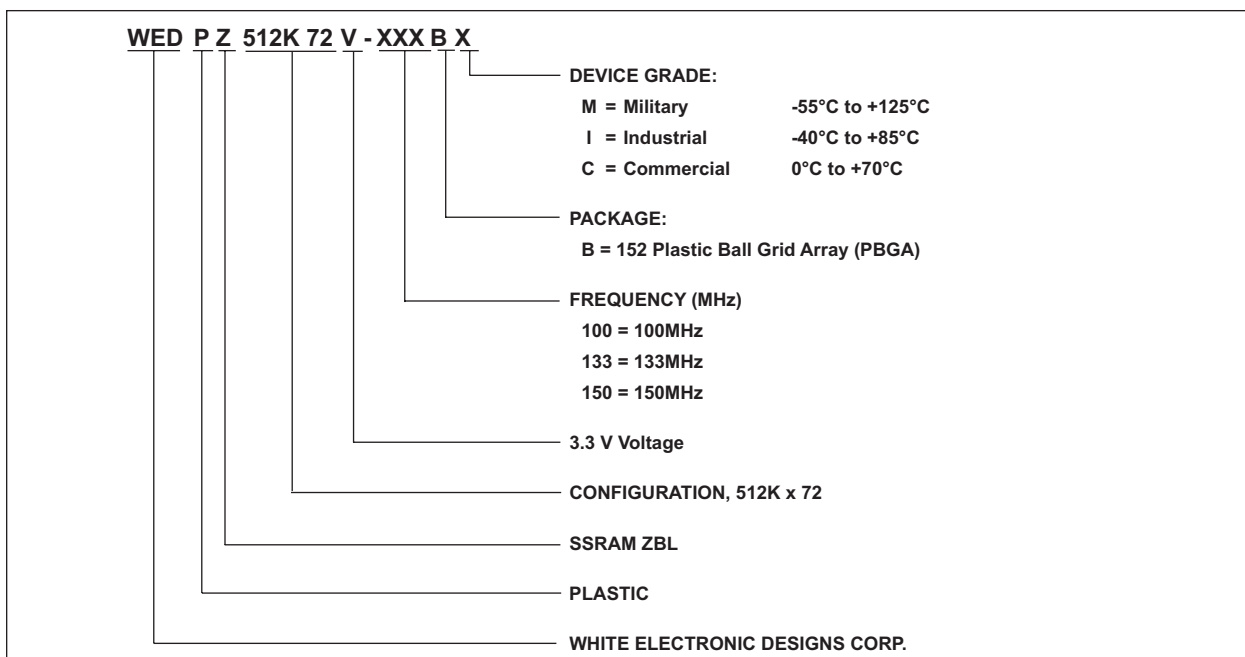 WED P Z 512K 72 V - XXX B X
DEVICE GRADE:
M = Military -55°C to +125°C
I = Industrial -40°C to +85°C
C = Commercial 0°C to +70°C
PACKAGE:
B = 152 Plastic Ball Grid Array (PBGA)
FREQUENCY (MHz)
100 = 100MHz
133 = 133MHz
150 = 150MHz
3.3 V Voltage
CONFIGURATION, 512K x 72
SSRAM ZBL
PLASTIC
WHITE ELECTRONIC DESIGNS CORP.